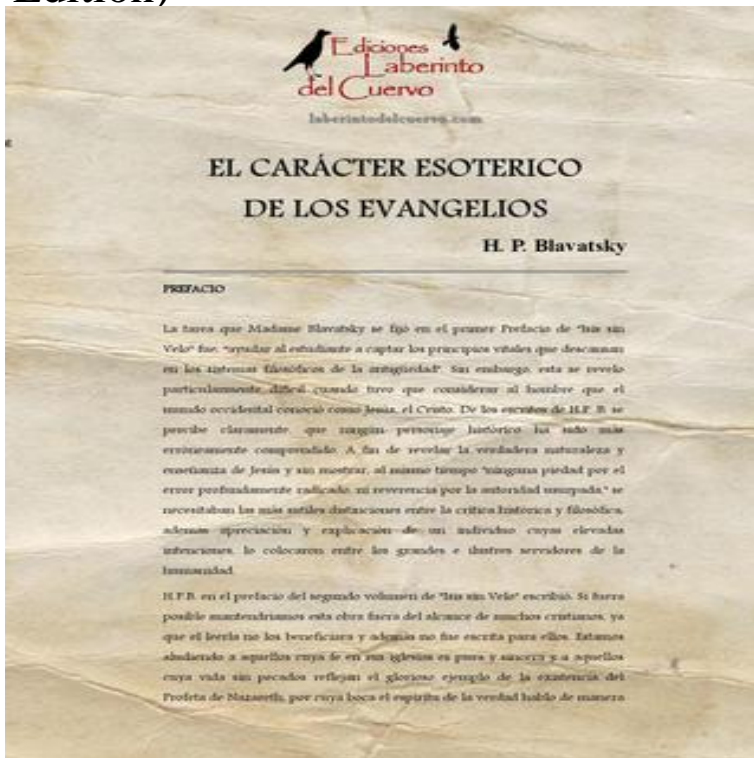 Edition)
Ediciones
Laberinto
del Cuervo
laberintodelcuervo.com
EL CARÁCTER ESOTERICO
DE LOS EVANGELIOS
H. P. Blavatsky
PREFACIO
La tarea que Madame Blavatsky se fijó en el primer Prefacio de "Isis sin
Velo" fue, "ayudar al estudiante a captar los principios vitales que descansan
en los sistemas filosóficos de la antigüedad". Sin embargo, esta se revelo
particularmente difícil cuando tuvo que considerar al hombre que el
mundo occidental conoció como Jesús, el Cristo. De los escritos de H.P. B. se
percibe claramente, que ningún personaje histórico ha sido más
erróneamente comprendido. A fin de revelar la verdadera naturaleza y
enseñanza de Jesús y sin mostrar, al mismo tiempo "ninguna piedad por el
error profundamente radicado, ni reverencia por la autoridad usurpada," se
necesitaban las más sutiles distinciones entre la crítica histórica y filosófica,
además apreciación y explicación de un individuo cuyas elevadas
intenciones, lo colocaron entre los grandes e ilustres servidores de la
humanidad.
H.P.B. en el prefacio del segundo volumen de "Isis sin Velo" escribió. Si fuera
posible mantendríamos esta obra fuera del alcance de muchos cristianos, ya
que el leerla no los beneficiara y además no fue escrita para ellos. Estamos
aludiendo a aquellos cuya fe en sus iglesias es pura y sincera y a aquellos
cuya vida sin pecados reflejan el glorioso ejemplo de la existencia del
Profeta de Nazareth, por cuya boca el espíritu de la verdad hablo de manera